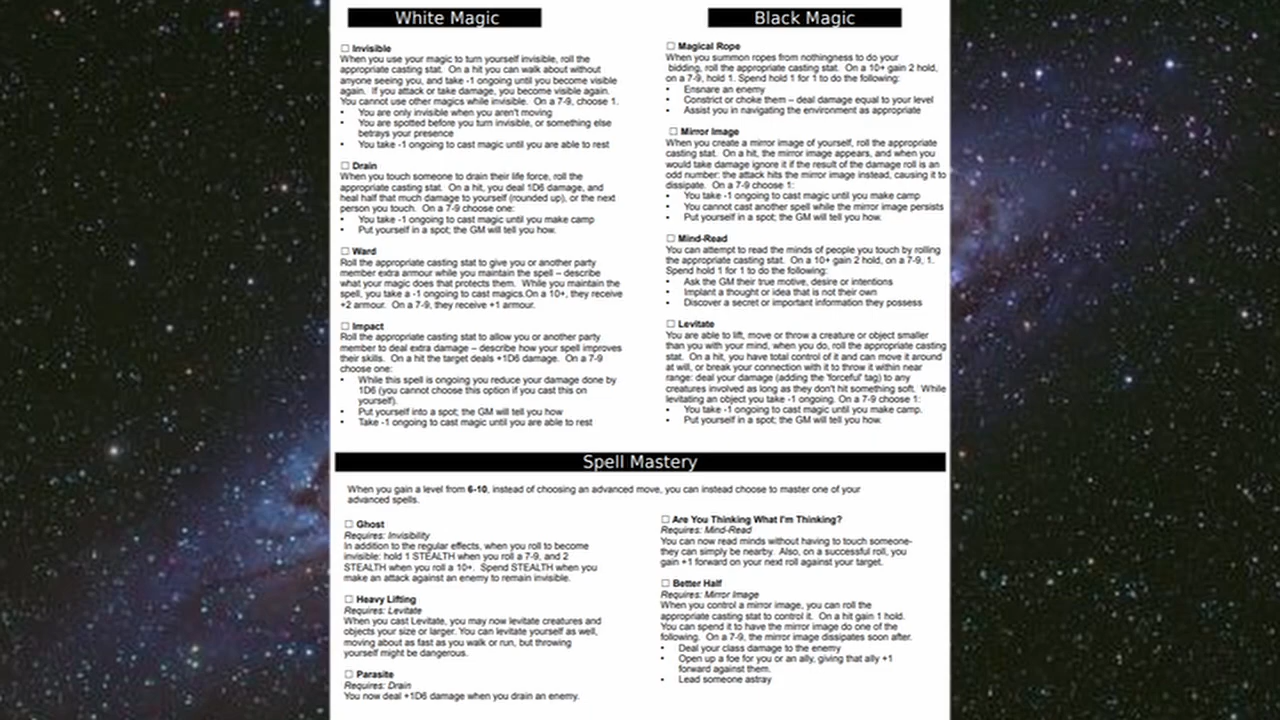 White Magic
☐ Invisible
When you use your magic to turn yourself invisible, roll the
appropriate casting stat.  On a hit you can walk about without
anyone seeing you, and take -1 ongoing until you become visible
again.  If you attack or take damage, you become visible again.
You cannot use other magics while invisible.  On a 7-9, choose 1.
• You are only invisible when you aren't moving
• You are spotted before you turn invisible, or something else
betrays your presence
• You take -1 ongoing to cast magic until you are able to rest
☐ Drain
When you touch someone to drain their life force, roll the
appropriate casting stat.  On a hit, you deal 1D6 damage, and
heal half that much damage to yourself (rounded up), or the next
person you touch.  On a 7-9 choose one:
• You take -1 ongoing to cast magic until you make camp
• Put yourself in a spot; the GM will tell you how.
☐ Ward
Roll the appropriate casting stat to give you or another party
member extra armour while you maintain the spell – describe
what your magic does that protects them.  While you maintain the
spell, you take a -1 ongoing to cast magics.On a 10+, they receive
+2 armour.  On a 7-9, they receive +1 armour.
☐ Impact
Roll the appropriate casting stat to allow you or another party
member to deal extra damage – describe how your spell improves
their skills.  On a hit the target deals +1D6 damage.  On a 7-9
choose one:
• While this spell is ongoing you reduce your damage done by
1D6 (you cannot choose this option if you cast this on
yourself).
• Put yourself into a spot; the GM will tell you how
• Take -1 ongoing to cast magic until you are able to rest
Black Magic
☐ Magical Rope
When you summon ropes from nothingness to do your
bidding, roll the appropriate casting stat.  On a 10+ gain 2 hold,
on a 7-9, hold 1. Spend hold 1 for 1 to do the following:
• Ensnare an enemy
• Constrict or choke them – deal damage equal to your level
• Assist you in navigating the environment as appropriate
☐ Mirror Image
When you create a mirror image of yourself, roll the appropriate
casting stat.  On a hit, the mirror image appears, and when you
would take damage ignore it if the result of the damage roll is an
odd number: the attack hits the mirror image instead, causing it to
dissipate.  On a 7-9 choose 1:
• You take -1 ongoing to cast magic until you make camp
• You cannot cast another spell while the mirror image persists
• Put yourself in a spot; the GM will tell you how.
☐ Mind-Read
You can attempt to read the minds of people you touch by rolling
the appropriate casting stat.  On a 10+ gain 2 hold, on a 7-9, 1.
Spend hold 1 for 1 to do the following:
• Ask the GM their true motive, desire or intentions
• Implant a thought or idea that is not their own
• Discover a secret or important information they possess
☐ Levitate
You are able to lift, move or throw a creature or object smaller
than you with your mind, when you do, roll the appropriate casting
stat.  On a hit, you have total control of it and can move it around
at will, or break your connection with it to throw it within near
range: deal your damage (adding the 'forceful' tag) to any
creatures involved as long as they don't hit something soft.  While
levitating an object you take -1 ongoing. On a 7-9 choose 1:
• You take -1 ongoing to cast magic until you make camp.
• Put yourself in a spot; the GM will tell you how.
Spell Mastery
When you gain a level from 6-10, instead of choosing an advanced move, you can instead choose to master one of your
advanced spells.
☐ Ghost
Requires: Invisibility
In addition to the regular effects, when you roll to become
invisible: hold 1 STEALTH when you roll a 7-9, and 2
STEALTH when you roll a 10+.  Spend STEALTH when you
make an attack against an enemy to remain invisible.
☐ Heavy Lifting
Requires: Levitate
When you cast Levitate, you may now levitate creatures and
objects your size or larger. You can levitate yourself as well,
moving about as fast as you walk or run, but throwing
yourself might be dangerous.
☐ Parasite
Requires: Drain
You now deal +1D6 damage when you drain an enemy.
☐ Are You Thinking What I'm Thinking?
Requires: Mind-Read
You can now read minds without having to touch someone-
they can simply be nearby.  Also, on a successful roll, you
gain +1 forward on your next roll against your target.
☐ Better Half
Requires: Mirror Image
When you control a mirror image, you can roll the
appropriate casting stat to control it.  On a hit gain 1 hold.
You can spend it to have the mirror image do one of the
following.  On a 7-9, the mirror image dissipates soon after.
• Deal your class damage to the enemy
• Open up a foe for you or an ally, giving that ally +1
forward against them.
• Lead someone astray